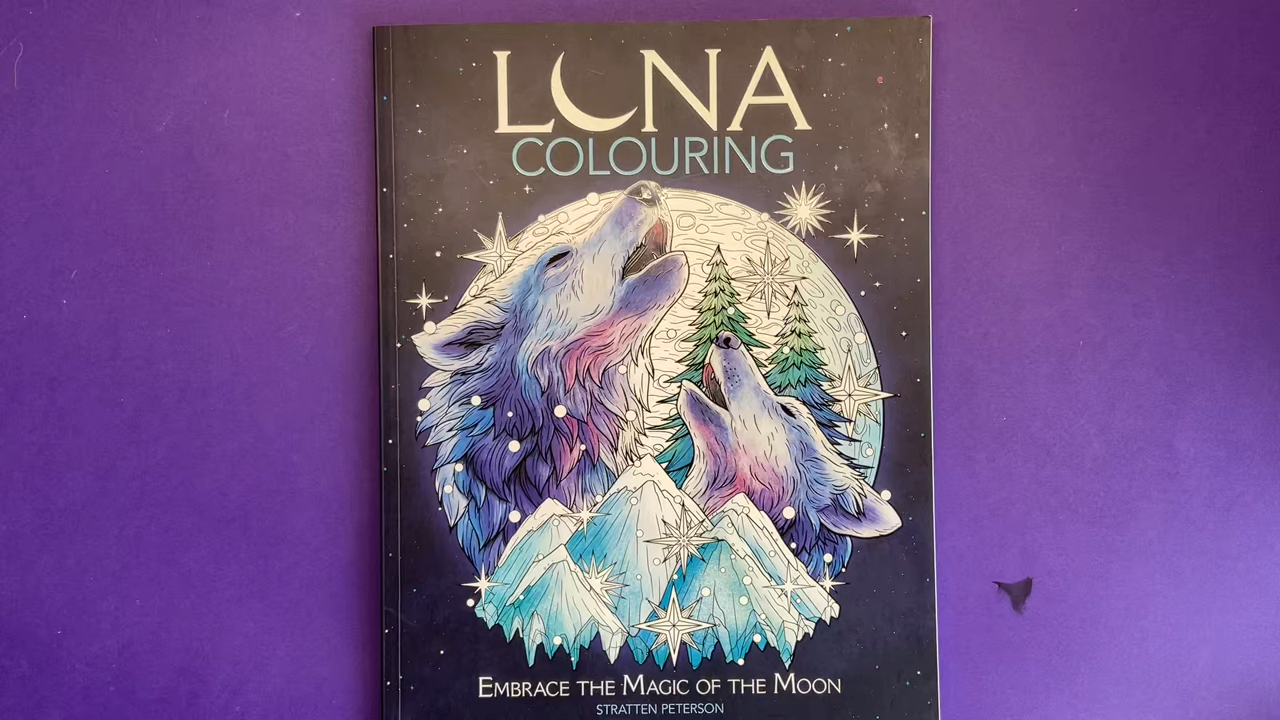 LUNA
COLOURING
EMBRACE THE MAGIC OF THE MOON
STRATTEN PETERSON